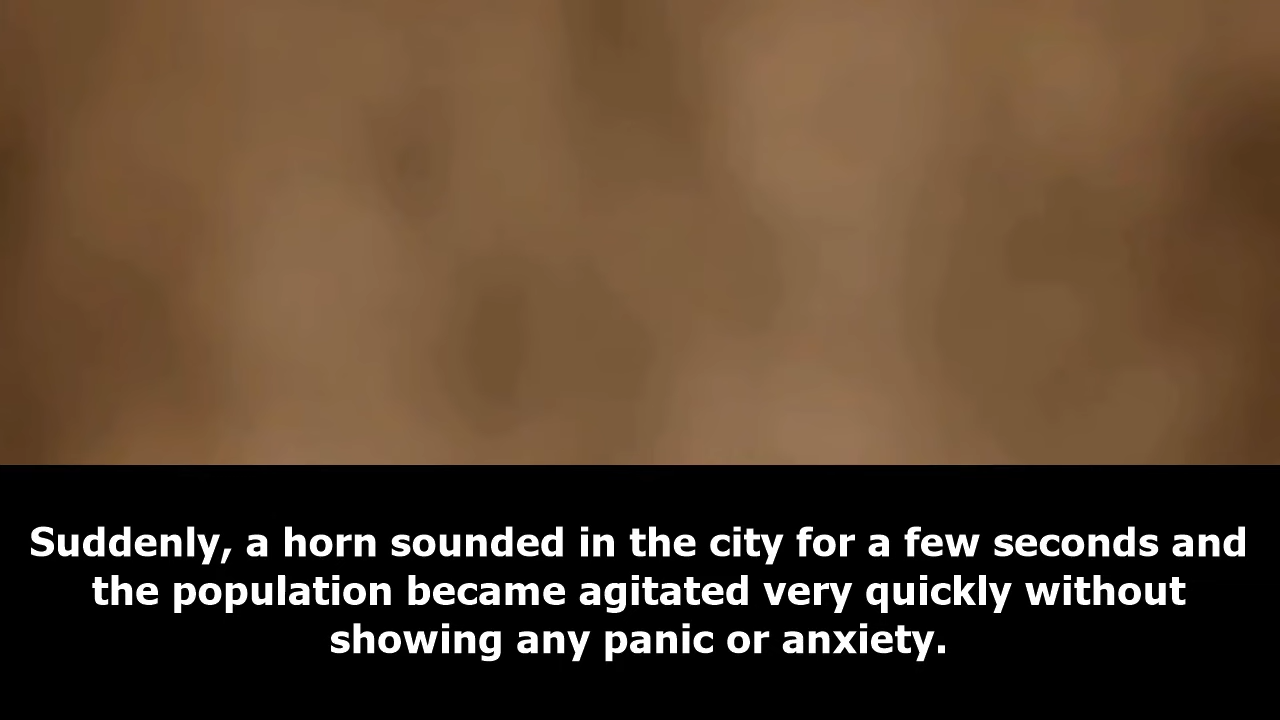 Suddenly, a horn sounded in the city for a few seconds and
the population became agitated very quickly without
showing any panic or anxiety.